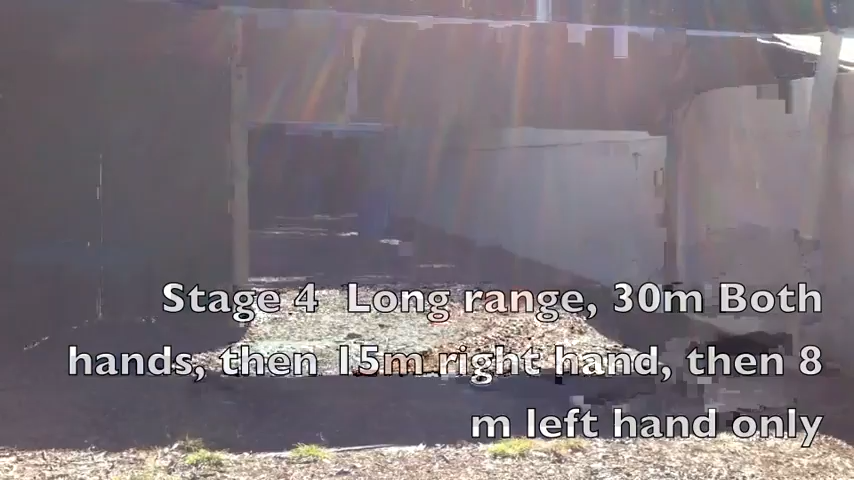 Stage 4  Long range, 30m Both
hands, then 15m right hand, then 8
m left hand only